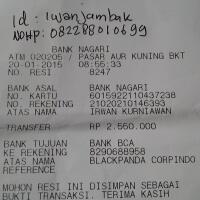 Id : Iwanjambak
NoHP: 082288010699
BANK NAGARI
ATM 020205 / PASAR AUR KUNING BKT
20-01-2015 08:55:33
NO. RESI 8247
BANK ASAL BANK NAGARI
NO. KARTU 6015922110437238
NO. REKENING 21020210146393
ATAS NAMA IRWAN KURNIAWAN
TRANSFER RP 2.560.000
BANK TUJUAN BANK BCA
KE REKENING 8290688958
ATAS NAMA BLACKPANDA CORPINDO
REFERENCE
MOHON RESI INI DISIMPAN SEBAGAI
BUKTI TRANSAKSI. TERIMA KASIH